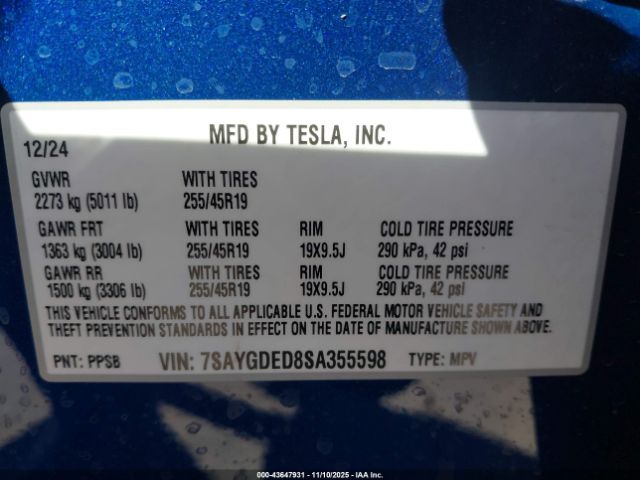 MFD BY TESLA, INC.
12/24
GVWR WITH TIRES
2273 kg (5011 lb) 255/45R19
GAWR FRT WITH TIRES RIM COLD TIRE PRESSURE
1363 kg (3004 lb) 255/45R19 19X9.5J 290 kPa, 42 psi
GAWR RR WITH TIRES RIM COLD TIRE PRESSURE
1500 kg (3306 lb) 255/45R19 19X9.5J 290 kPa, 42 psi
THIS VEHICLE CONFORMS TO ALL APPLICABLE U.S. FEDERAL MOTOR VEHICLE SAFETY AND
THEFT PREVENTION STANDARDS IN EFFECT ON THE DATE OF MANUFACTURE SHOWN ABOVE.
PNT: PPSB VIN: 7SAYGDED8SA355598 TYPE: MPV
000-43647931 - 11/10/2025 - IAA Inc.